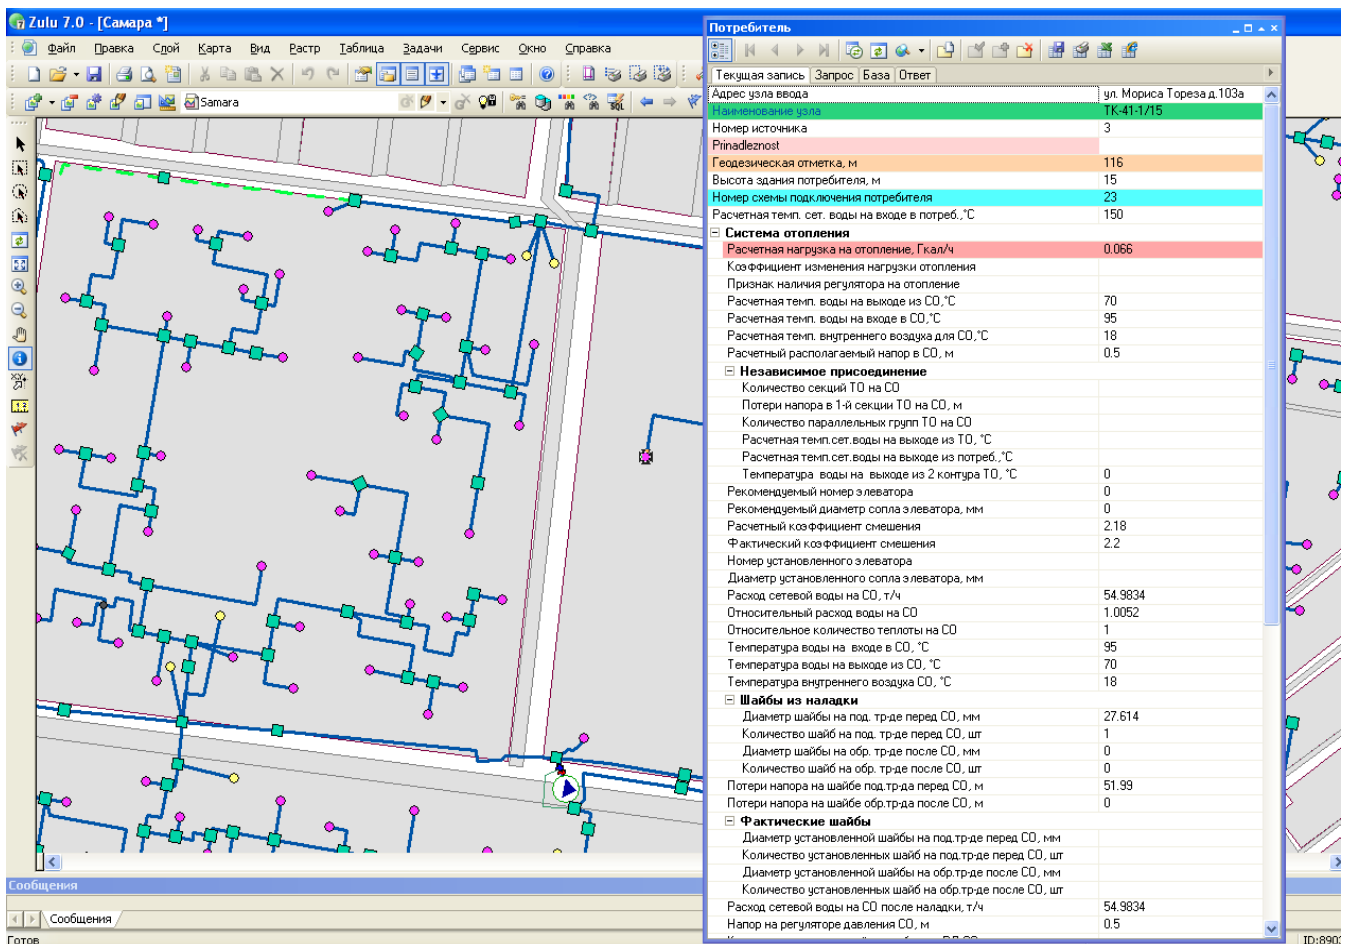 Zulu 7.0 - [Самара *]
Файл Правка Слой Карта Вид Растр Таблица Задачи Сервис Окно Справка
Samara
SQL
Потребитель
Текущая запись Запрос База Ответ
Адрес узла ввода ул. Мориса Тореза д.103а
Наименование узла ТК-41-1/15
Номер источника 3
Prinadleznost
Геодезическая отметка, м 116
Высота здания потребителя, м 15
Номер схемы подключения потребителя 23
Расчетная темп. сет. воды на входе в потреб.,°C 150
Система отопления
Расчетная нагрузка на отопление, Гкал/ч 0.066
Коэффициент изменения нагрузки отопления
Признак наличия регулятора на отопление
Расчетная темп. воды на выходе из СО,°C 70
Расчетная темп. воды на входе в СО,°C 95
Расчетная темп. внутреннего воздуха для СО,°C 18
Расчетный располагаемый напор в СО, м 0.5
Независимое присоединение
Количество секций ТО на СО
Потери напора в 1-й секции ТО на СО, м
Количество параллельных групп ТО на СО
Расчетная темп.сет.воды на выходе из ТО, °C
Расчетная темп.сет.воды на выходе из потреб.,°C
Температура воды на выходе из 2 контура ТО, °C 0
Рекомендуемый номер элеватора 0
Рекомендуемый диаметр сопла элеватора, мм 0
Расчетный коэффициент смешения 2.18
Фактический коэффициент смешения 2.2
Номер установленного элеватора
Диаметр установленного сопла элеватора, мм
Расход сетевой воды на СО, т/ч 54.9834
Относительный расход воды на СО 1.0052
Относительное количество теплоты на СО 1
Температура воды на входе в СО, °C 95
Температура воды на выходе из СО, °C 70
Температура внутреннего воздуха СО, °C 18
Шайбы из наладки
Диаметр шайбы на под. тр-де перед СО, мм 27.614
Количество шайб на под. тр-де перед СО, шт 1
Диаметр шайбы на обр. тр-де после СО, мм 0
Количество шайб на обр. тр-де после СО, шт 0
Потери напора на шайбе под.тр-да перед СО, м 51.99
Потери напора на шайбе обр.тр-да после СО, м 0
Фактические шайбы
Диаметр установленной шайбы на под.тр-де перед СО, мм
Количество установленных шайб на под.тр-де перед СО, шт
Диаметр установленной шайбы на обр.тр-де после СО, мм
Количество установленных шайб на обр.тр-де после СО, шт
Расход сетевой воды на СО после наладки, т/ч 54.9834
Напор на регуляторе давления СО, м 0.5
Сообщения
Сообщения
Готов